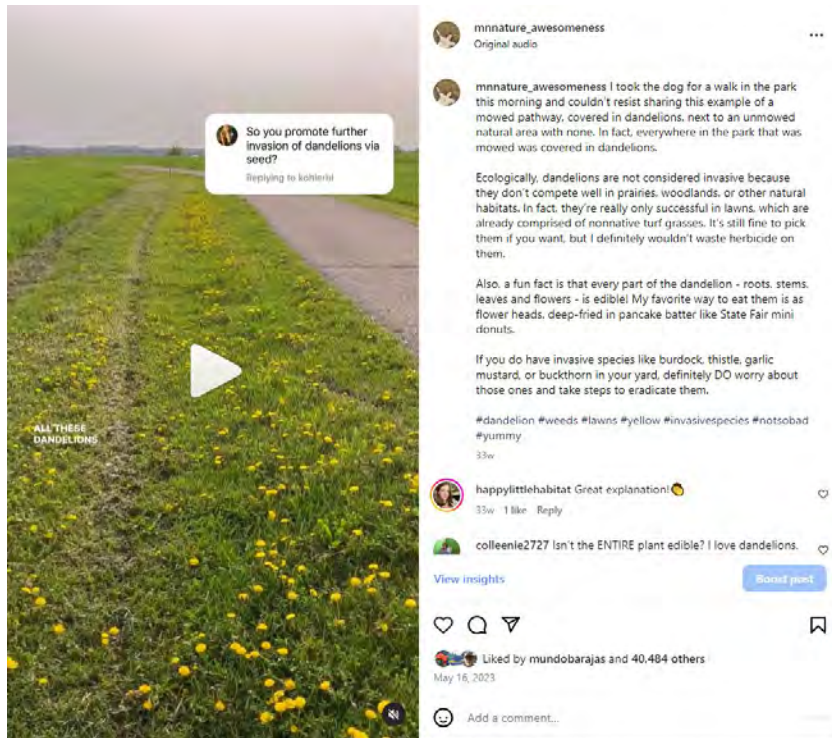 So you promote further
invasion of dandelions via
seed?
Replying to kohlerisl
ALL THESE
DANDELIONS
mnnature_awesomeness
Original audio
mnnature_awesomeness I took the dog for a walk in the park
this morning and couldn't resist sharing this example of a
mowed pathway, covered in dandelions, next to an unmowed
natural area with none. In fact, everywhere in the park that was
mowed was covered in dandelions.
Ecologically, dandelions are not considered invasive because
they don't compete well in prairies, woodlands, or other natural
habitats. In fact, they're really only successful in lawns, which are
already comprised of nonnative turf grasses. It's still fine to pick
them if you want, but I definitely wouldn't waste herbicide on
them.
Also, a fun fact is that every part of the dandelion - roots, stems,
leaves and flowers - is edible! My favorite way to eat them is as
flower heads, deep-fried in pancake batter like State Fair mini
donuts.
If you do have invasive species like burdock, thistle, garlic
mustard, or buckthorn in your yard, definitely DO worry about
those ones and take steps to eradicate them.
#dandelion #weeds #lawns #yellow #invasivespecies #notsobad
#yummy
33w
happylittlehabitat Great explanation!👏
33w 1 like Reply
colleenie2727 Isn't the ENTIRE plant edible? I love dandelions.
View insights
Boost post
Liked by mundobarajas and 40,484 others
May 16, 2023
Add a comment...